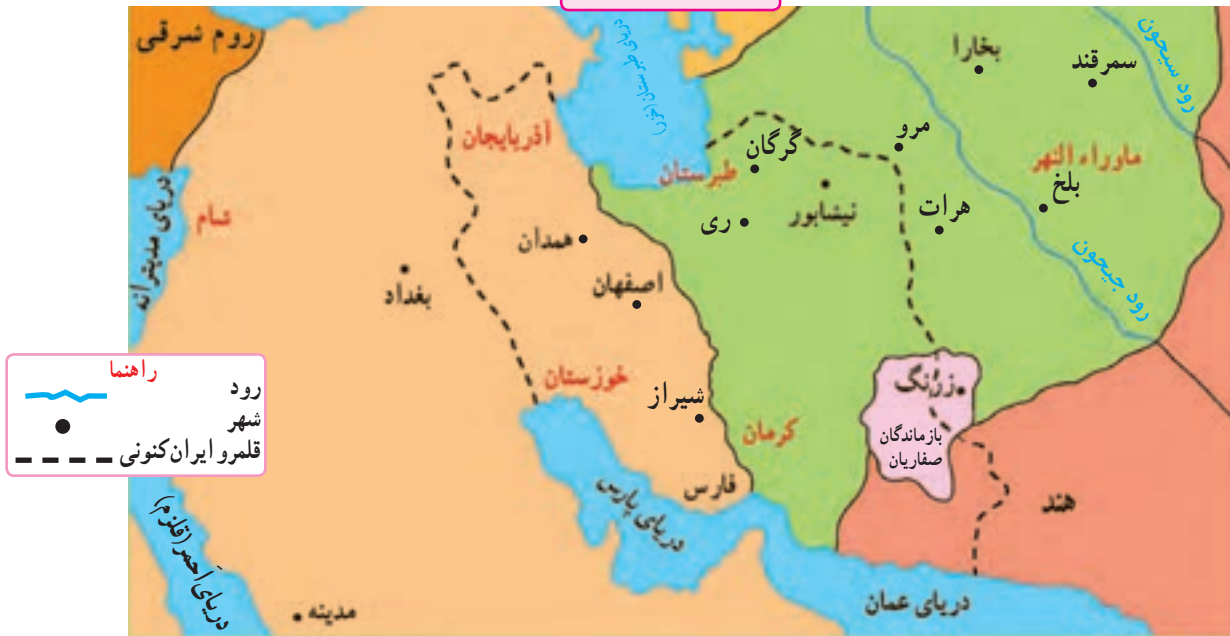 روم شرقی
دریای طبرستان (خزر)
بخارا
سمرقند
رود سیحون
مرو
ماوراء النهر
آذربایجان
گرگان
طبرستان
بلخ
نیشابور
هرات
ری
شام
دریای مدیترانه
همدان
بغداد
اصفهان
رود جیحون
راهنما
رود
شهر
قلمرو ایران کنونی
خوزستان
شیراز
کرمان
زرنگ
بازماندگان
صفاریان
فارس
دریای پارس
هند
دریای احمر (قلزم)
مدینه
دریای عمان